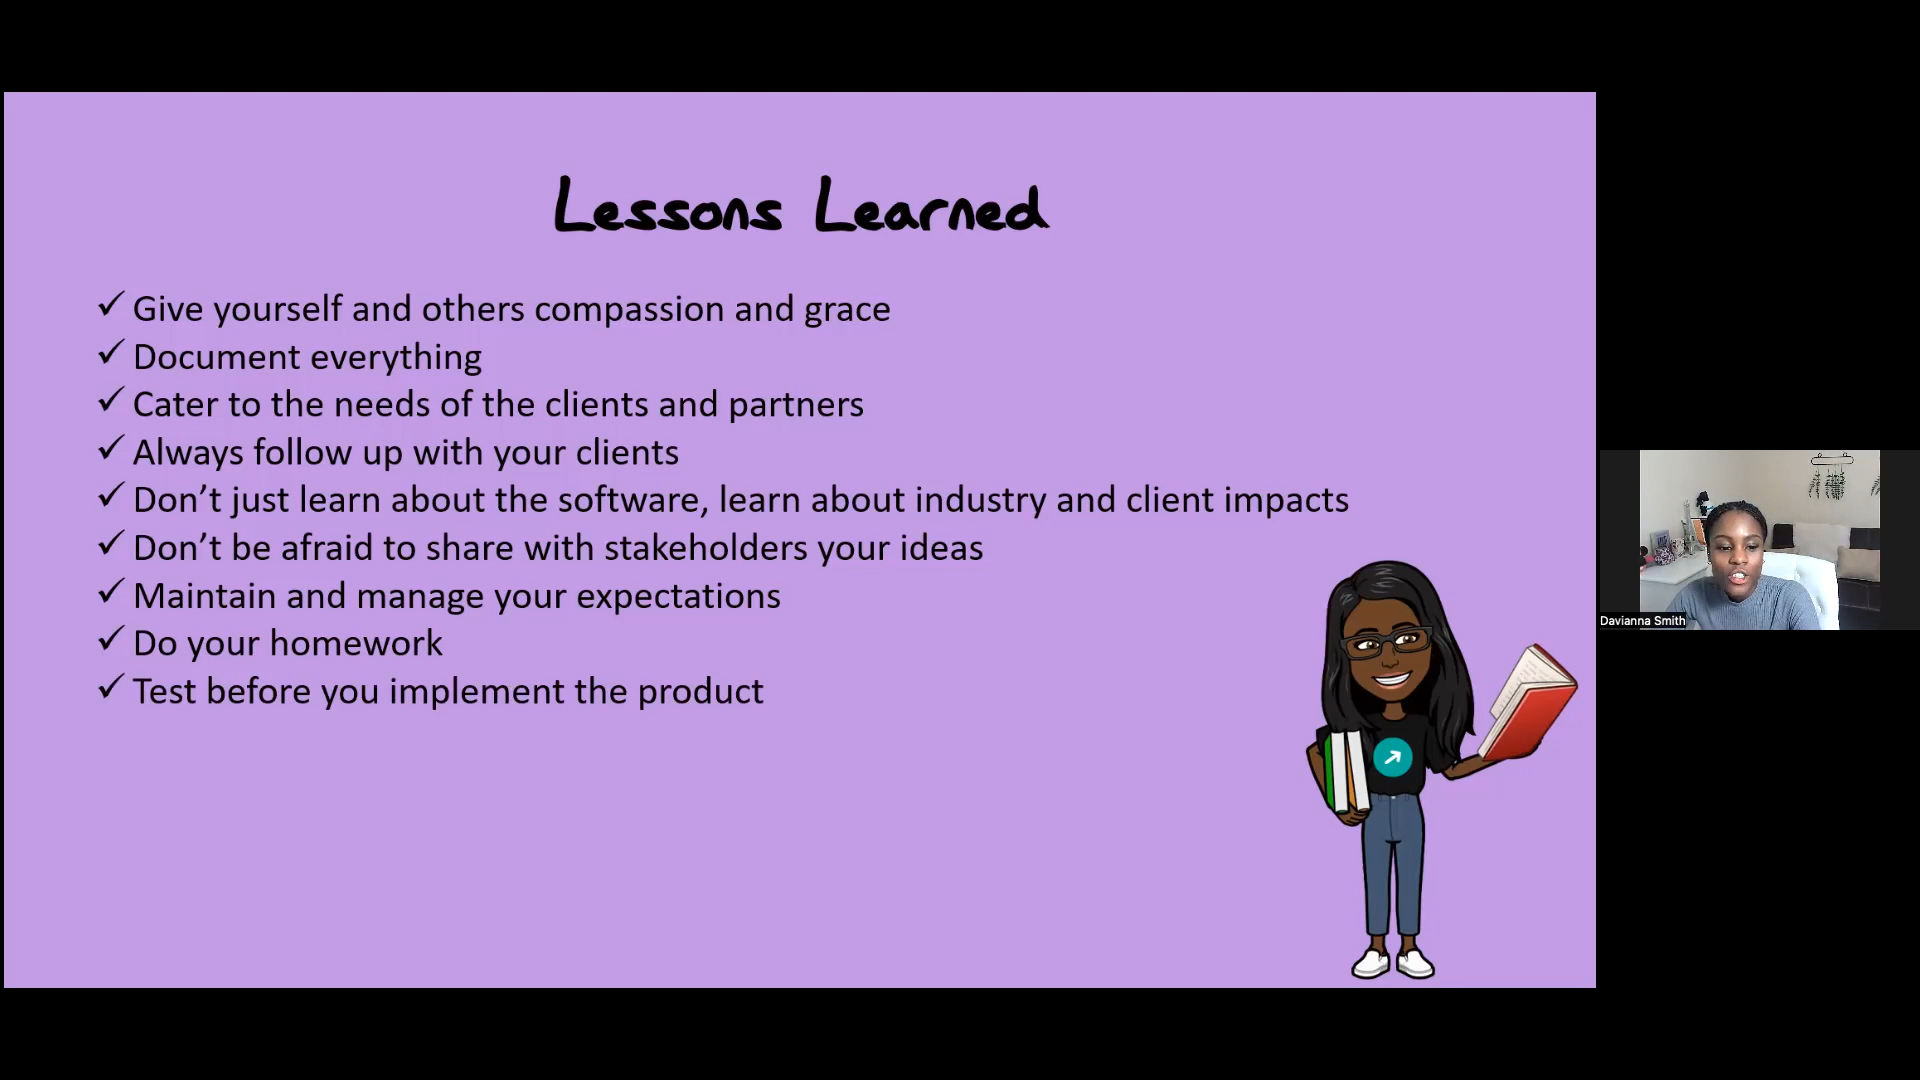 Lessons Learned
✓ Give yourself and others compassion and grace
✓ Document everything
✓ Cater to the needs of the clients and partners
✓ Always follow up with your clients
✓ Don’t just learn about the software, learn about industry and client impacts
✓ Don’t be afraid to share with stakeholders your ideas
✓ Maintain and manage your expectations
✓ Do your homework
✓ Test before you implement the product
Davianna Smith